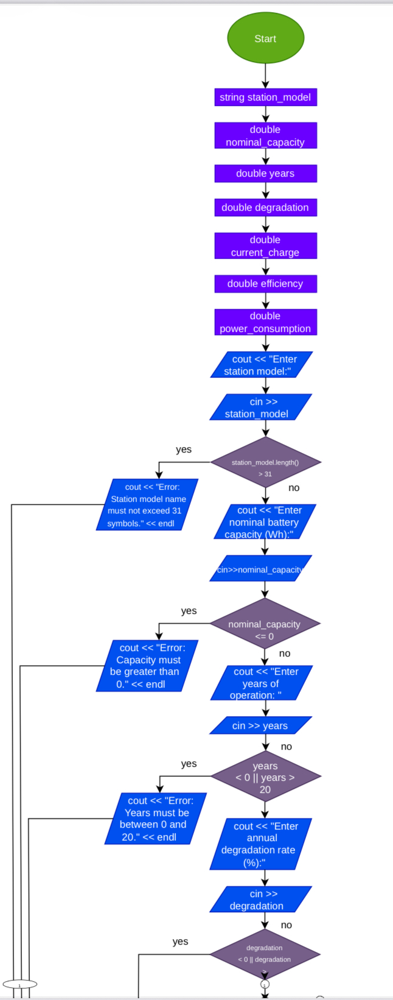 Start
string station_model
double
nominal_capacity
double years
double degradation
double
current_charge
double efficiency
double
power_consumption
cout << "Enter
station model:"
cin >>
station_model
yes
station_model.length()
> 31
no
cout << "Error:
Station model name
must not exceed 31
symbols." << endl
cout << "Enter
nominal battery
capacity (Wh):"
cin>>nominal_capacity
yes
nominal_capacity
<= 0
no
cout << "Error:
Capacity must
be greater than
0." << endl
cout << "Enter
years of
operation: "
cin >> years
no
yes
years
< 0 || years >
20
cout << "Error:
Years must be
between 0 and
20." << endl
cout << "Enter
annual
degradation rate
(%):"
cin >>
degradation
no
yes
degradation
< 0 || degradation
>
1
1